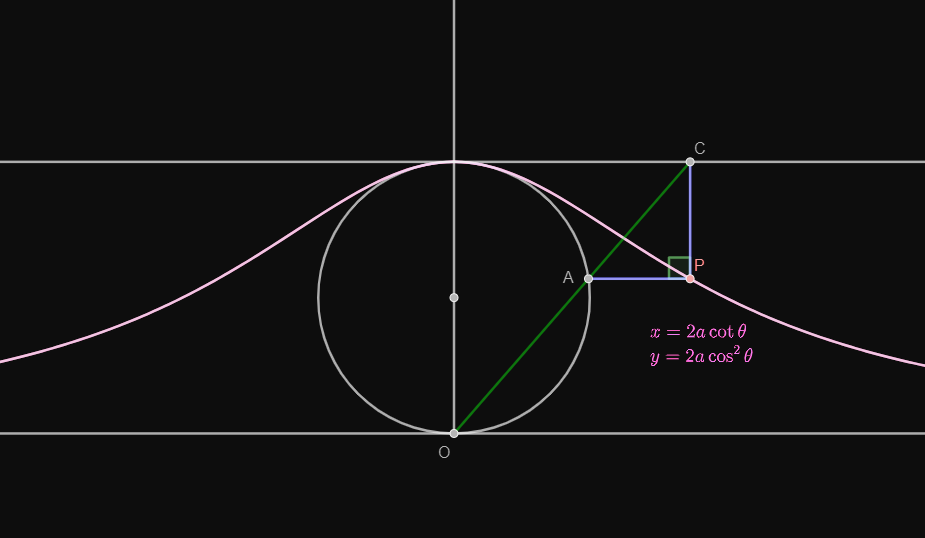 C
A
P
x = 2a cot θ
y = 2a cos² θ
O